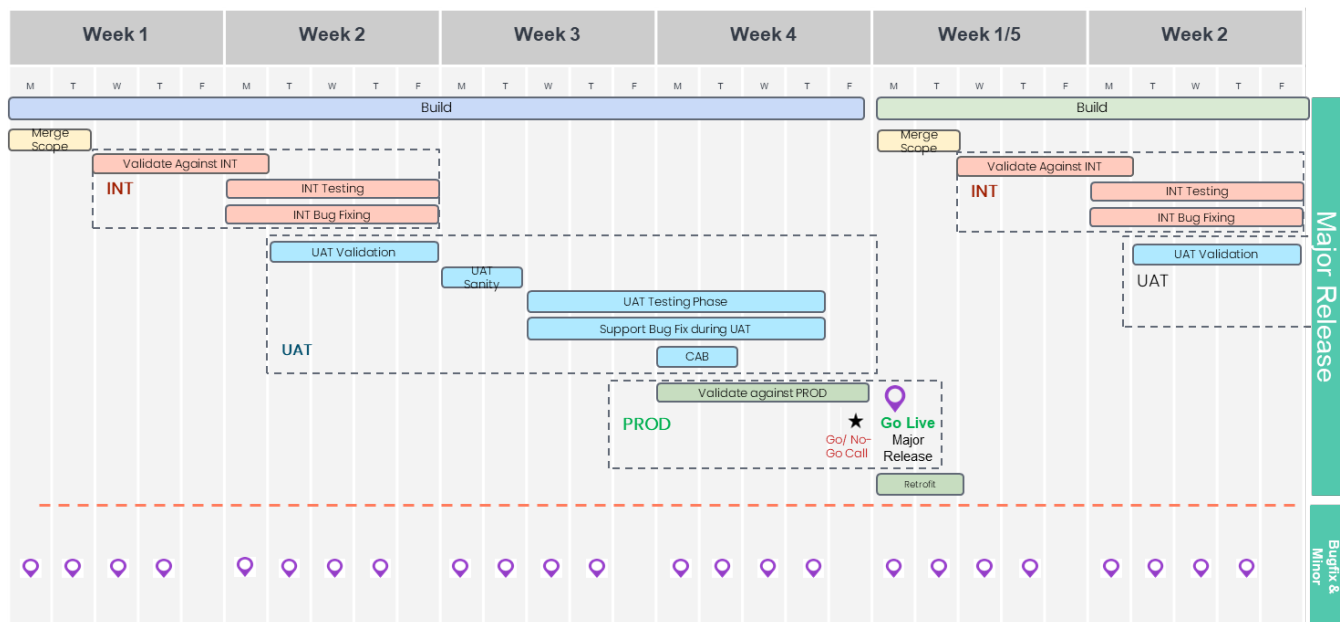 Week 1
Week 2
Week 3
Week 4
Week 1/5
Week 2
M T W T F M T W T F M T W T F M T W T F M T W T F M T W T F
Build
Build
Merge
Scope
Merge
Scope
Validate Against INT
Validate Against INT
INT
INT Testing
INT
INT Testing
INT Bug Fixing
INT Bug Fixing
UAT Validation
UAT Validation
UAT
Sanity
UAT
UAT Testing Phase
Support Bug Fix during UAT
UAT
CAB
Validate against PROD
PROD
Go/ No-
Go Call
Go Live
Major
Release
Retrofit
Major Release
Bugfix &
Minor